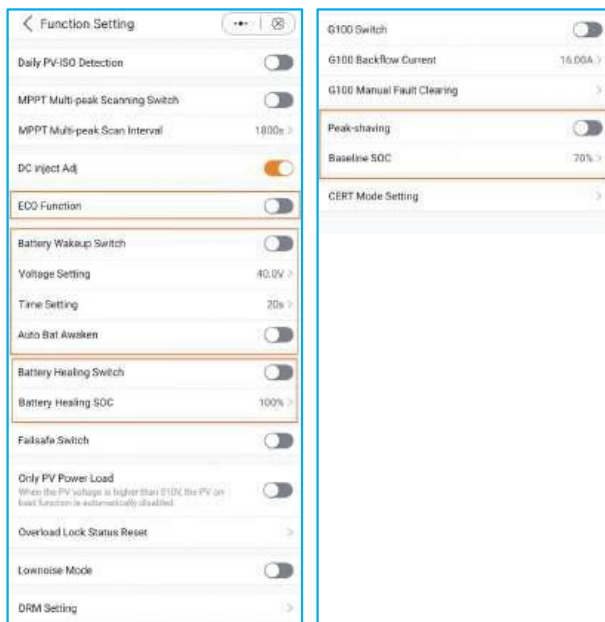 Function Setting
Daily PV-ISO Detection
MPPT Multi-peak Scanning Switch
MPPT Multi-peak Scan Interval 1800s
DC inject Adj
ECO Function
Battery Wakeup Switch
Voltage Setting 40.0V
Time Setting 20s
Auto Bat Awaken
Battery Healing Switch
Battery Healing SOC 100%
Failsafe Switch
Only PV Power Load
When the PV voltage is higher than 510V, the PV on-
load function is automatically disabled.
Overload Lock Status Reset
Lownoise Mode
DRM Setting
G100 Switch
G100 Backflow Current 16.00A
G100 Manual Fault Clearing
Peak-shaving
Baseline SOC 70%
CERT Mode Setting